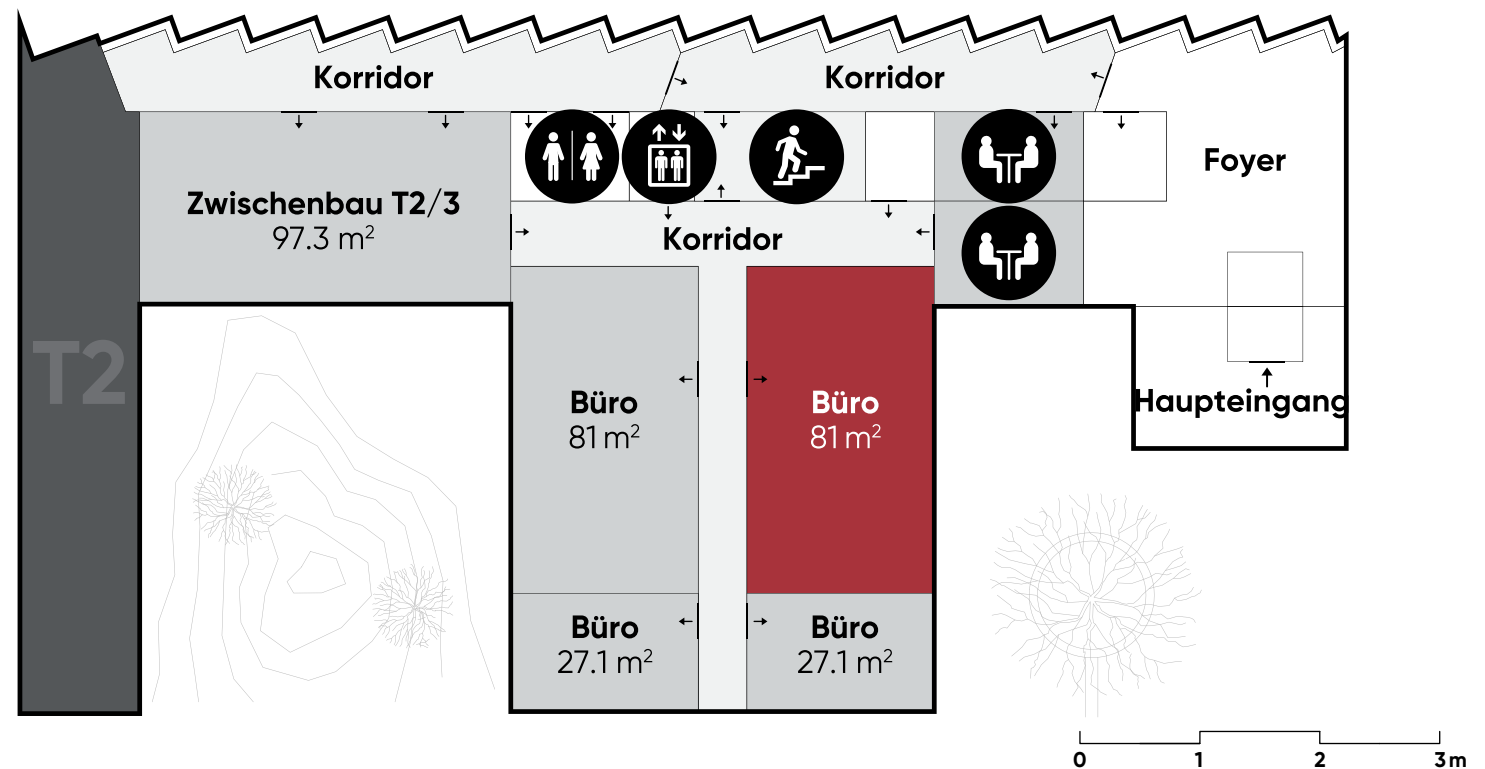 Korridor
Korridor
Foyer
Zwischenbau T2/3
97.3 m²
Korridor
T2
Büro
81 m²
Büro
81 m²
Haupteingang
Büro
27.1 m²
Büro
27.1 m²
0 1 2 3 m